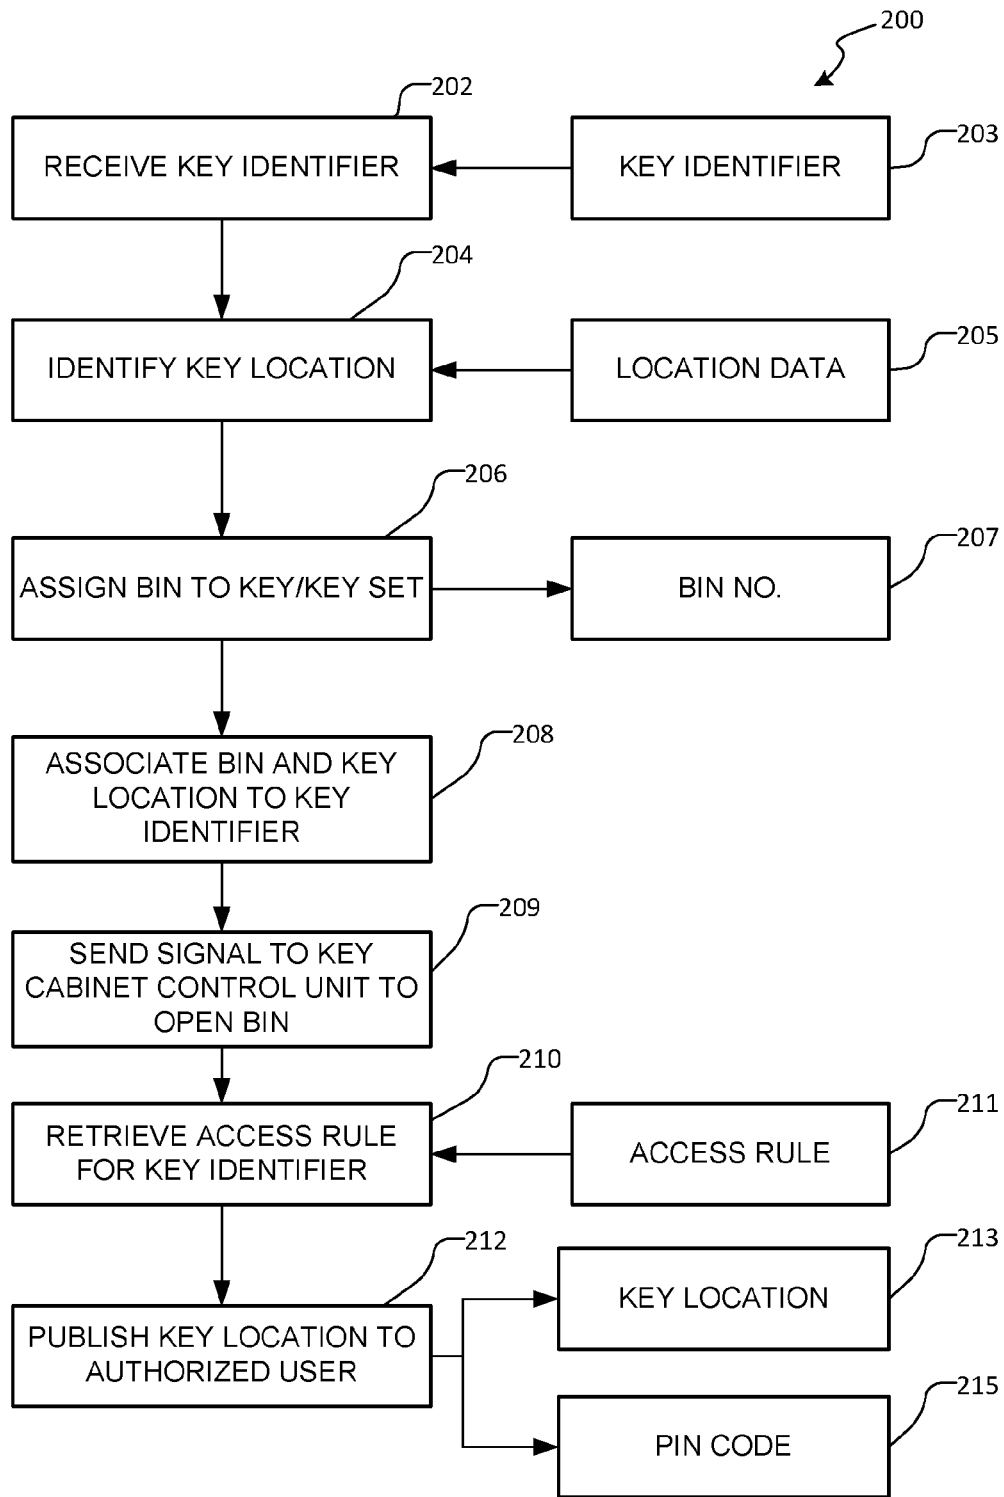 200
202
RECEIVE KEY IDENTIFIER
KEY IDENTIFIER
203
204
IDENTIFY KEY LOCATION
LOCATION DATA
205
206
ASSIGN BIN TO KEY/KEY SET
BIN NO.
207
208
ASSOCIATE BIN AND KEY
LOCATION TO KEY
IDENTIFIER
209
SEND SIGNAL TO KEY
CABINET CONTROL UNIT TO
OPEN BIN
210
RETRIEVE ACCESS RULE
FOR KEY IDENTIFIER
ACCESS RULE
211
212
PUBLISH KEY LOCATION TO
AUTHORIZED USER
KEY LOCATION
213
PIN CODE
215